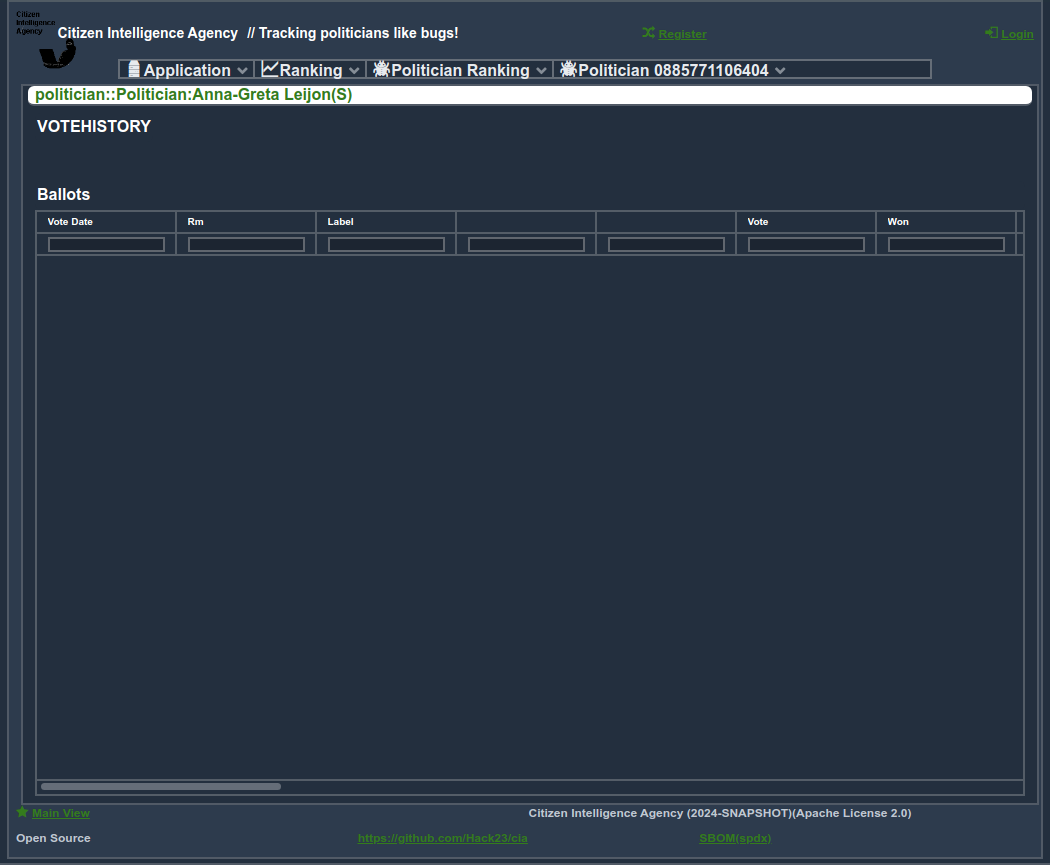 Citizen
Intelligence
Agency
Citizen Intelligence Agency // Tracking politicians like bugs!
Register
Login
Application
Ranking
Politician Ranking
Politician 0885771106404
politician::Politician:Anna-Greta Leijon(S)
VOTEHISTORY
Ballots
Vote Date
Rm
Label
Vote
Won
Main View
Citizen Intelligence Agency (2024-SNAPSHOT)(Apache License 2.0)
Open Source
https://github.com/Hack23/cia
SBOM(spdx)